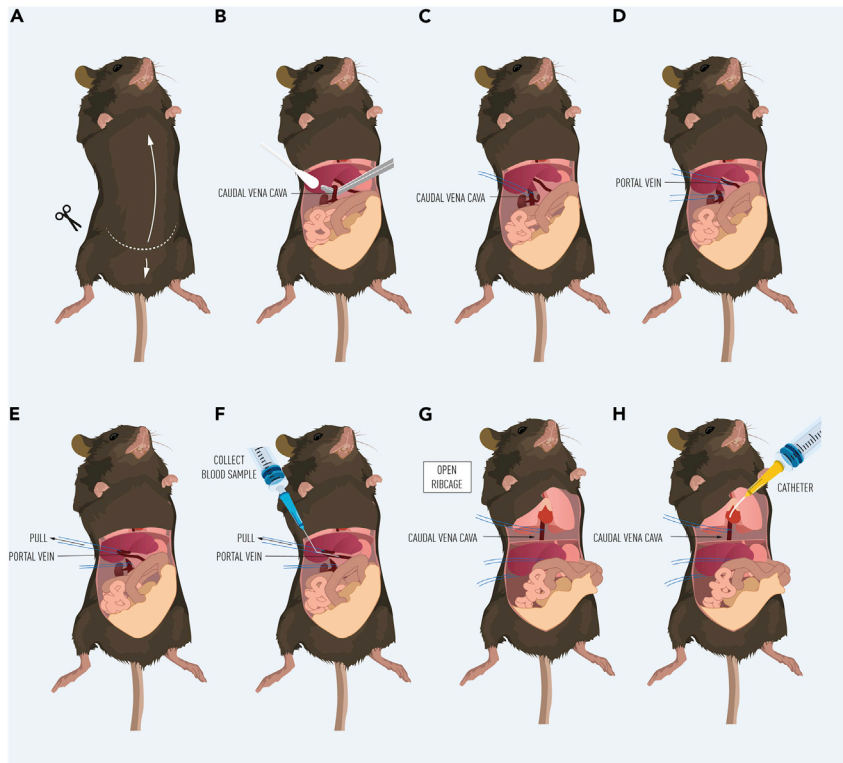 A
B
C
D
CAUDAL VENA CAVA
CAUDAL VENA CAVA
PORTAL VEIN
E
F
G
H
COLLECT
BLOOD SAMPLE
OPEN
RIBCAGE
CATHETER
PULL
PORTAL VEIN
PULL
PORTAL VEIN
CAUDAL VENA CAVA
CAUDAL VENA CAVA